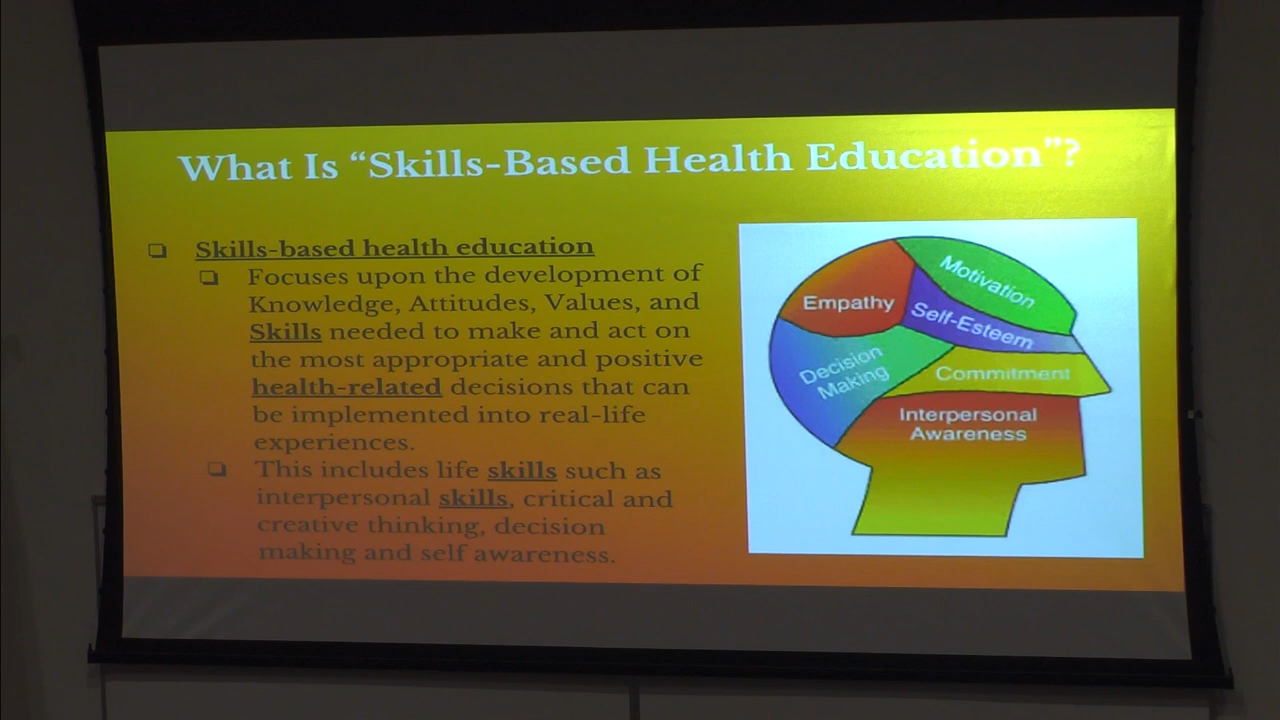 What Is “Skills-Based Health Education”?
❏ Skills-based health education
❏ Focuses upon the development of
Knowledge, Attitudes, Values, and
Skills needed to make and act on
the most appropriate and positive
health-related decisions that can
be implemented into real-life
experiences.
❏ This includes life skills such as
interpersonal skills, critical and
creative thinking, decision
making and self awareness.
Motivation
Empathy
Self-Esteem
Decision
Making
Commitment
Interpersonal
Awareness